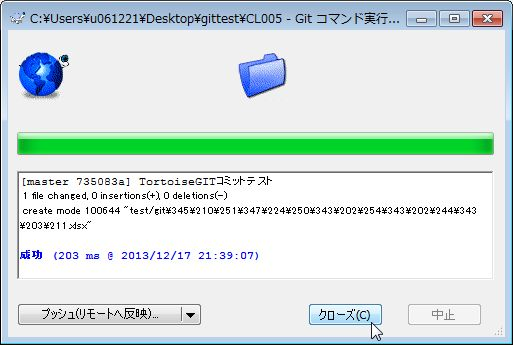 C:¥Users¥u061221¥Desktop¥gittest¥CL005 - Git コマンド実行...
[master 735083a] TortoiseGITコミットテスト
1 file changed, 0 insertions(+), 0 deletions(-)
create mode 100644 "test/git¥345¥210¥251¥347¥224¥250¥343¥202¥254¥343¥202¥244¥343
¥203¥211.xlsx"
成功 (203 ms @ 2013/12/17 21:39:07)
プッシュ(リモートへ反映)...
クローズ(C)
中止